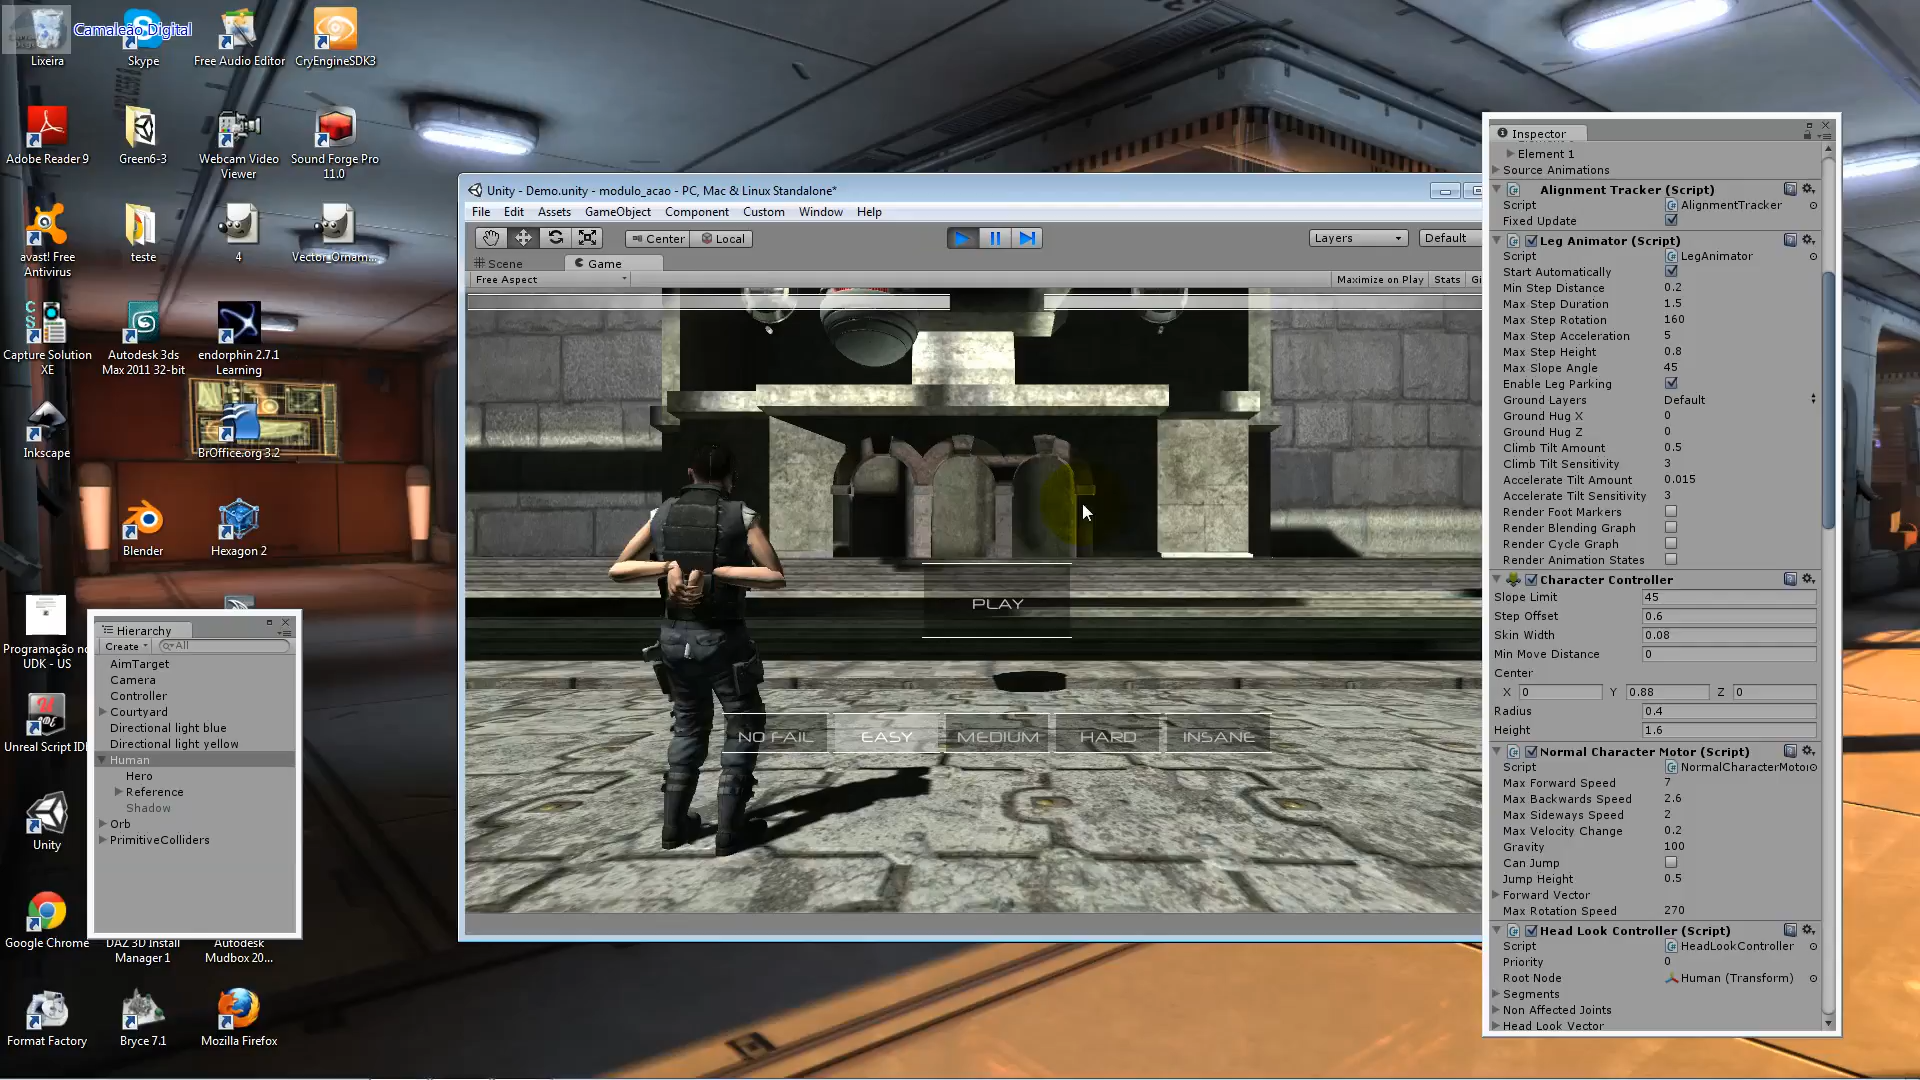 Camaleão Digital
Lixeira
Skype
Free Audio Editor
CryEngineSDK3
Adobe Reader 9
Green6-3
Webcam Video Viewer
Sound Forge Pro 11.0
avast! Free Antivirus
teste
4
Vector_Ornam...
Capture Solution XE
Autodesk 3ds Max 2011 32-bit
endorphin 2.7.1 Learning
Inkscape
BrOffice.org 3.2
Blender
Hexagon 2
Programação no UDK - US
Unreal Script IDE
Unity
Google Chrome
DAZ 3D Install Manager 1
Autodesk Mudbox 20...
Format Factory
Bryce 7.1
Mozilla Firefox
Hierarchy
Create
All
AimTarget
Camera
Controller
Courtyard
Directional light blue
Directional light yellow
Human
Hero
Reference
Shadow
Orb
PrimitiveColliders
Unity - Demo.unity - modulo_acao - PC, Mac & Linux Standalone*
File Edit Assets GameObject Component Custom Window Help
Center Local Layers Default
Scene Game
Free Aspect Maximize on Play Stats Gi
PLAY
NO FAIL EASY MEDIUM HARD INSANE
Inspector
Element 1
Source Animations
Alignment Tracker (Script)
Script AlignmentTracker
Fixed Update
Leg Animator (Script)
Script LegAnimator
Start Automatically
Min Step Distance 0.2
Max Step Duration 1.5
Max Step Rotation 160
Max Step Acceleration 5
Max Step Height 0.8
Max Slope Angle 45
Enable Leg Parking
Ground Layers Default
Ground Hug X 0
Ground Hug Z 0
Climb Tilt Amount 0.5
Climb Tilt Sensitivity 3
Accelerate Tilt Amount 0.015
Accelerate Tilt Sensitivity 3
Render Foot Markers
Render Blending Graph
Render Cycle Graph
Render Animation States
Character Controller
Slope Limit 45
Step Offset 0.6
Skin Width 0.08
Min Move Distance 0
Center
X 0 Y 0.88 Z 0
Radius 0.4
Height 1.6
Normal Character Motor (Script)
Script NormalCharacterMotor
Max Forward Speed 7
Max Backwards Speed 2.6
Max Sideways Speed 2
Max Velocity Change 0.2
Gravity 100
Can Jump
Jump Height 0.5
Forward Vector
Max Rotation Speed 270
Head Look Controller (Script)
Script HeadLookController
Priority 0
Root Node Human (Transform)
Segments
Non Affected Joints
Head Look Vector